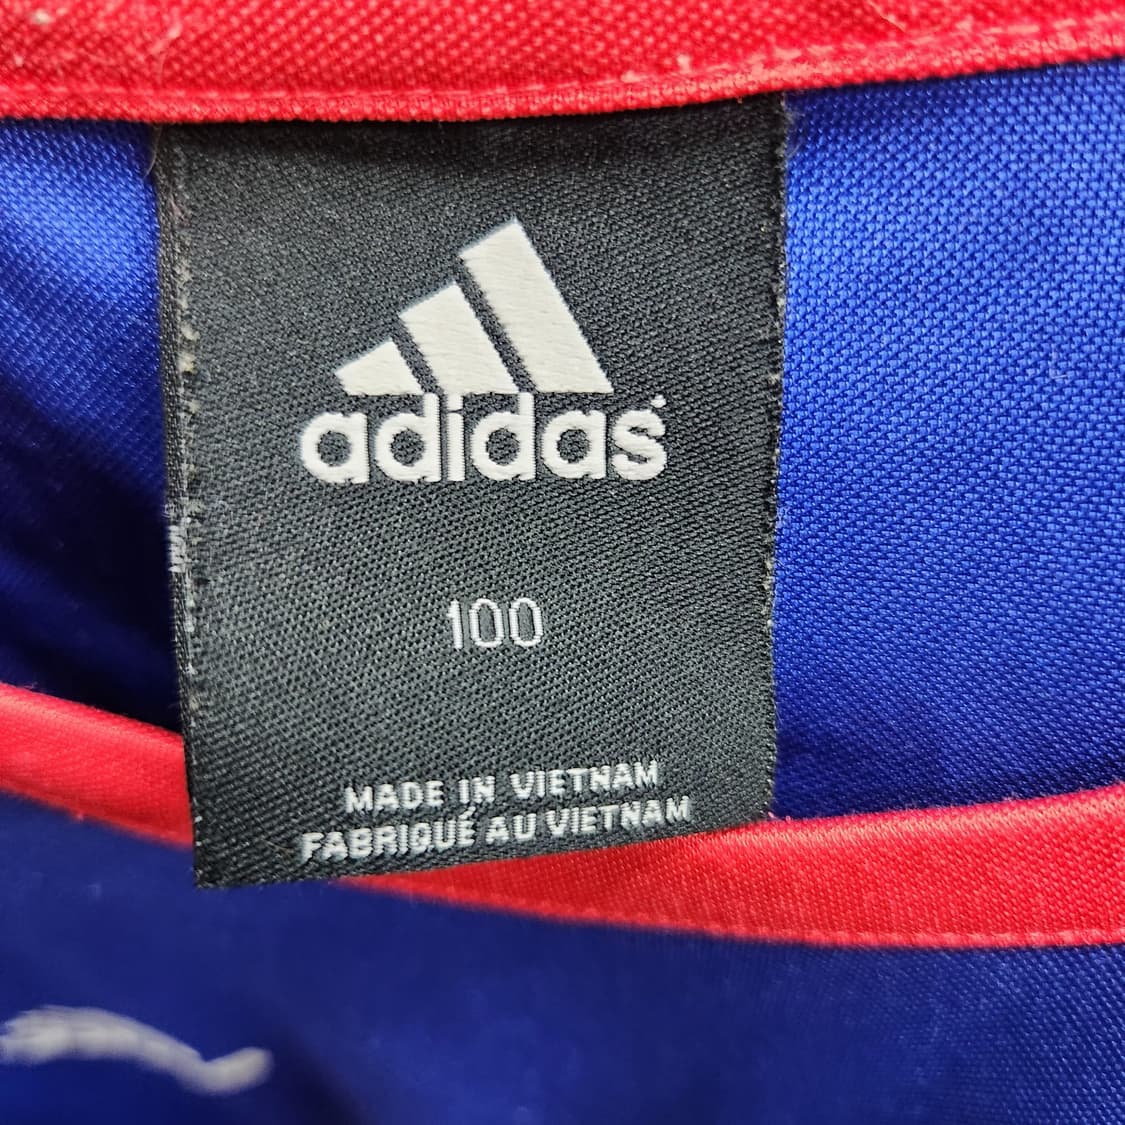 adidas
100
MADE IN VIETNAM
FABRIQUÉ AU VIETNAM